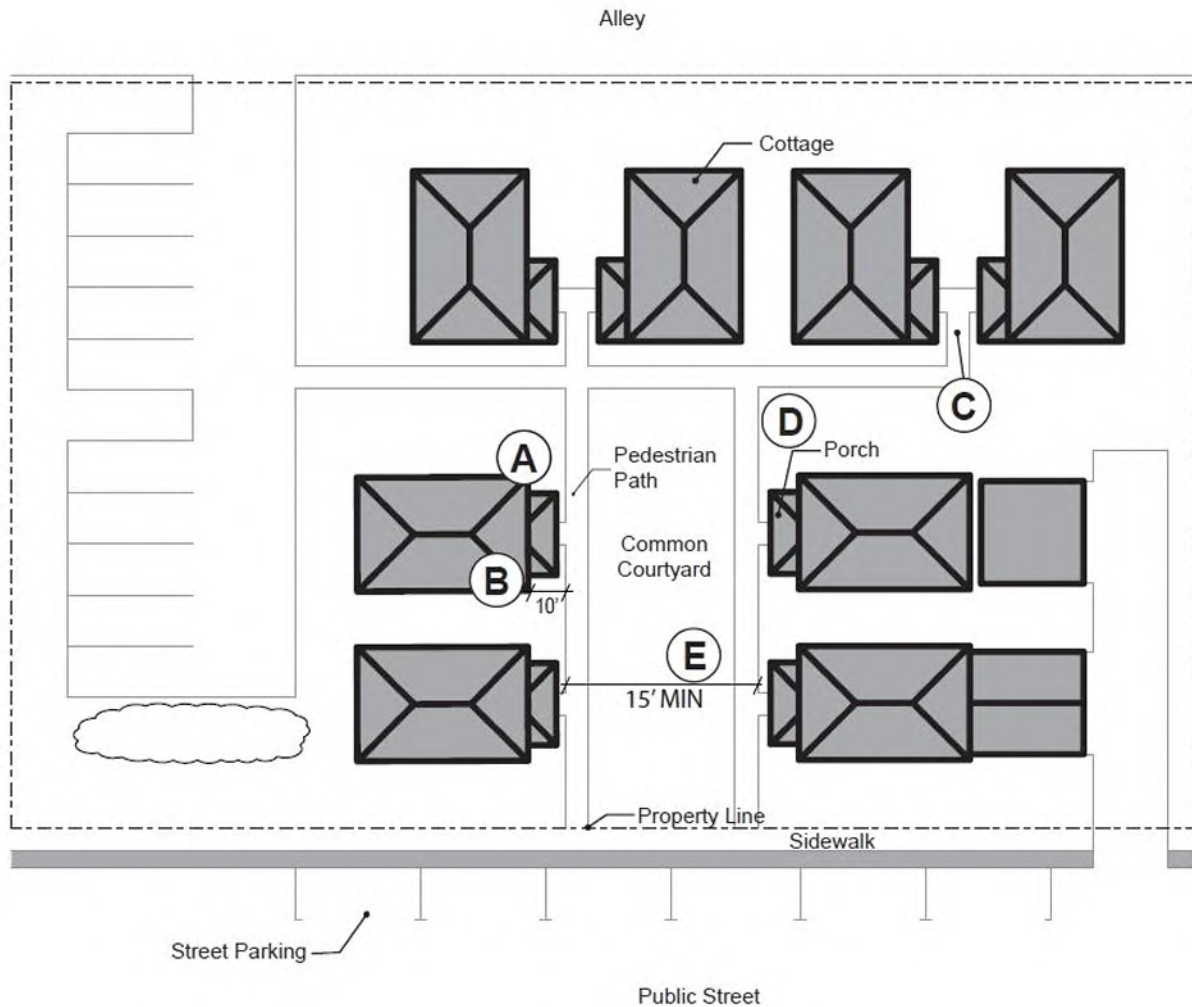 Alley
Cottage
C
D
A
Porch
Pedestrian
Path
Common
Courtyard
B
10'
E
15' MIN
Property Line
Sidewalk
Street Parking
Public Street